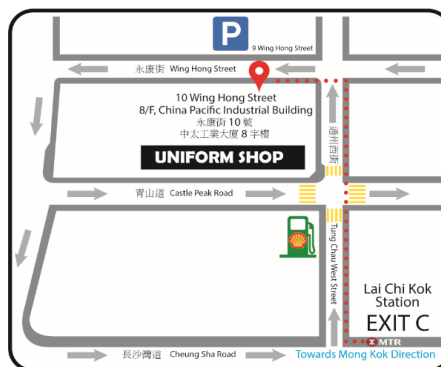 P
9 Wing Hong Street
永康街 Wing Hong Street
10 Wing Hong Street
8/F, China Pacific Industrial Building
永康街 10 號
中太工業大廈 8 字樓
UNIFORM SHOP
通州西街
青山道 Castle Peak Road
Tung Chau West Street
Lai Chi Kok
Station
EXIT C
MTR
長沙灣道 Cheung Sha Road
Towards Mong Kok Direction